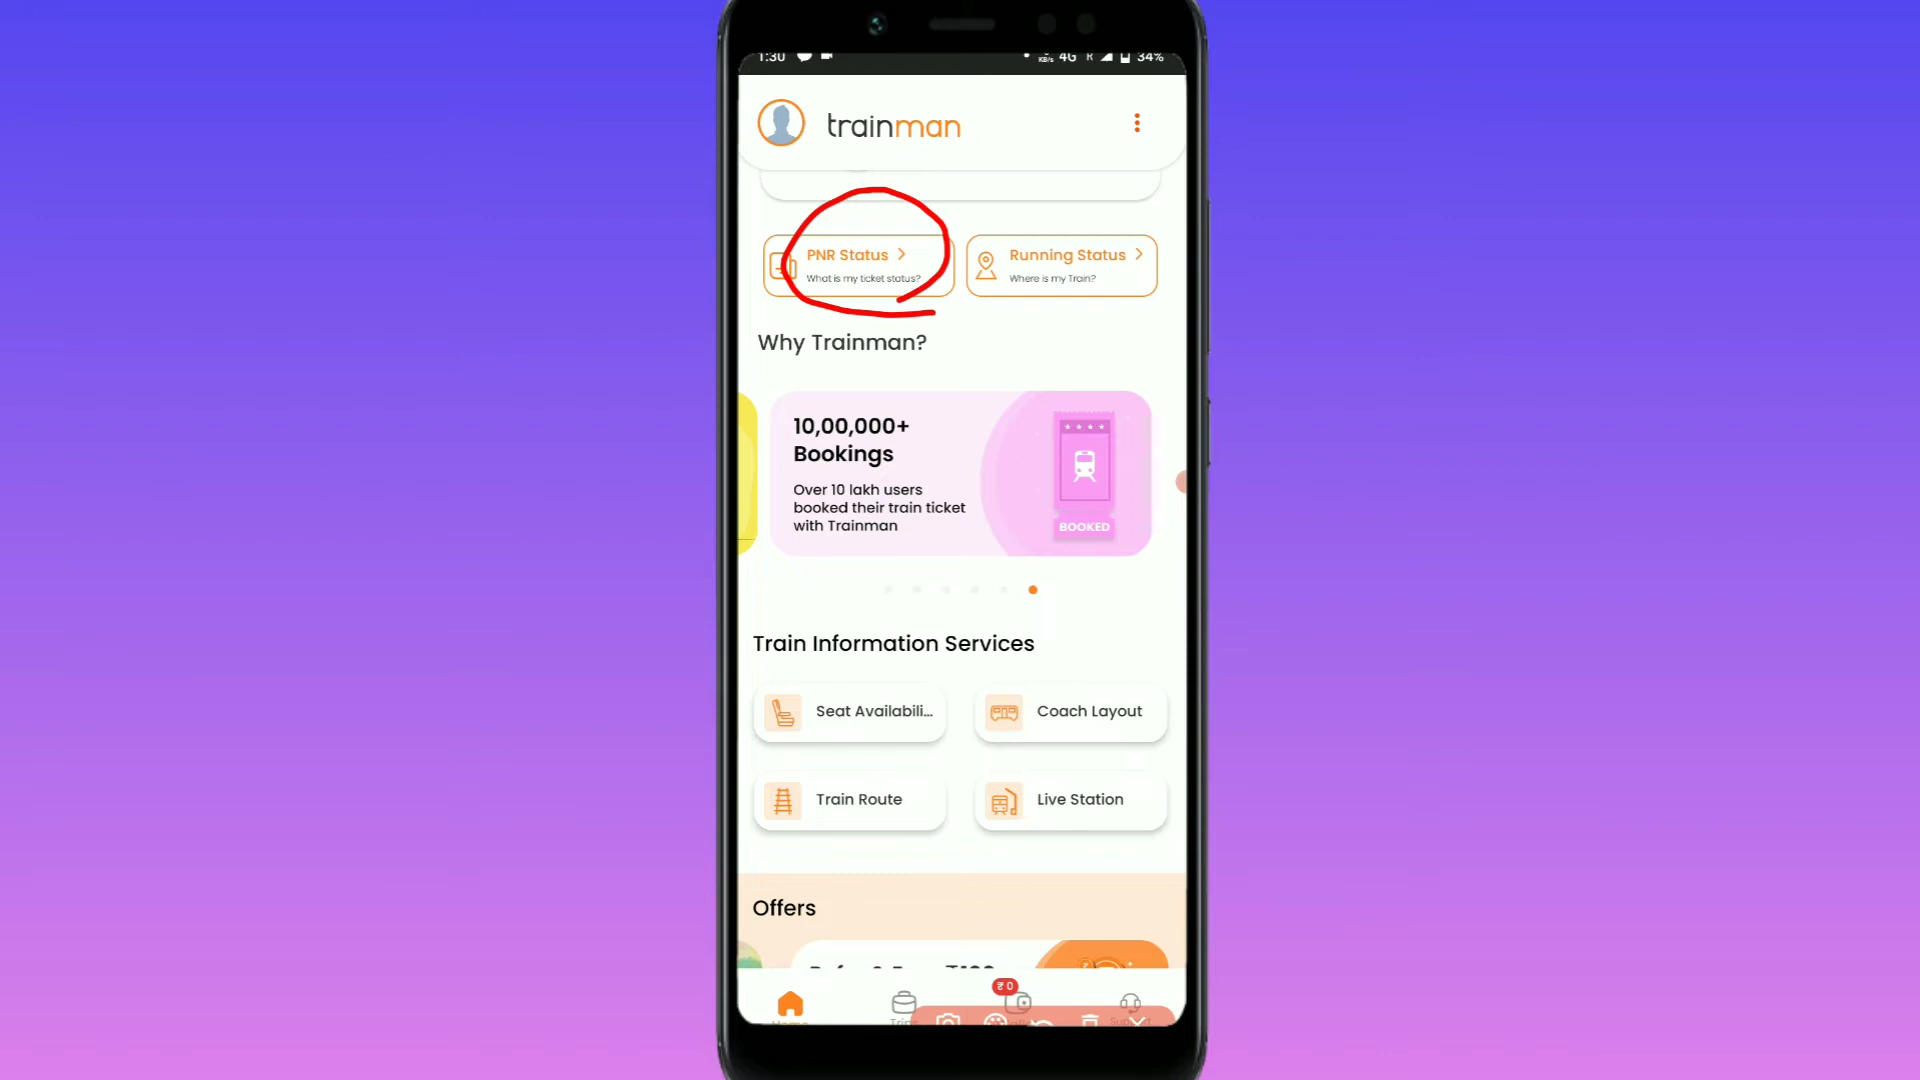 1:30 KB/s 4G R 34%
trainman
PNR Status
What is my ticket status?
Running Status
Where is my Train?
Why Trainman?
10,00,000+
Bookings
Over 10 lakh users
booked their train ticket
with Trainman
BOOKED
Train Information Services
Seat Availabili...
Coach Layout
Train Route
Live Station
Offers
₹ 0
Home